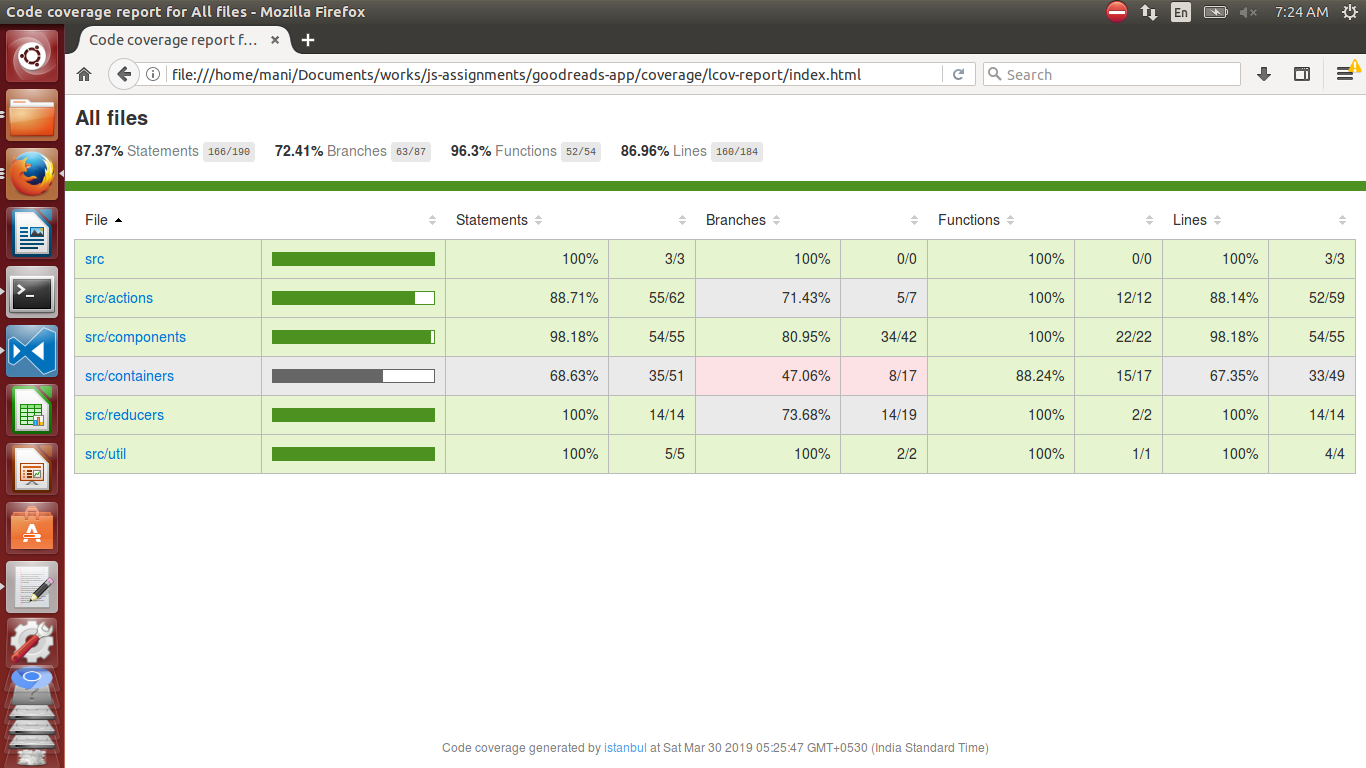 Code coverage report for All files - Mozilla Firefox
En
7:24 AM
Code coverage report f...
file:///home/mani/Documents/works/js-assignments/goodreads-app/coverage/lcov-report/index.html
Search
All files
87.37% Statements 166/190 72.41% Branches 63/87 96.3% Functions 52/54 86.96% Lines 160/184
File Statements Branches Functions Lines
src 100% 3/3 100% 0/0 100% 0/0 100% 3/3
src/actions 88.71% 55/62 71.43% 5/7 100% 12/12 88.14% 52/59
src/components 98.18% 54/55 80.95% 34/42 100% 22/22 98.18% 54/55
src/containers 68.63% 35/51 47.06% 8/17 88.24% 15/17 67.35% 33/49
src/reducers 100% 14/14 73.68% 14/19 100% 2/2 100% 14/14
src/util 100% 5/5 100% 2/2 100% 1/1 100% 4/4
Code coverage generated by istanbul at Sat Mar 30 2019 05:25:47 GMT+0530 (India Standard Time)